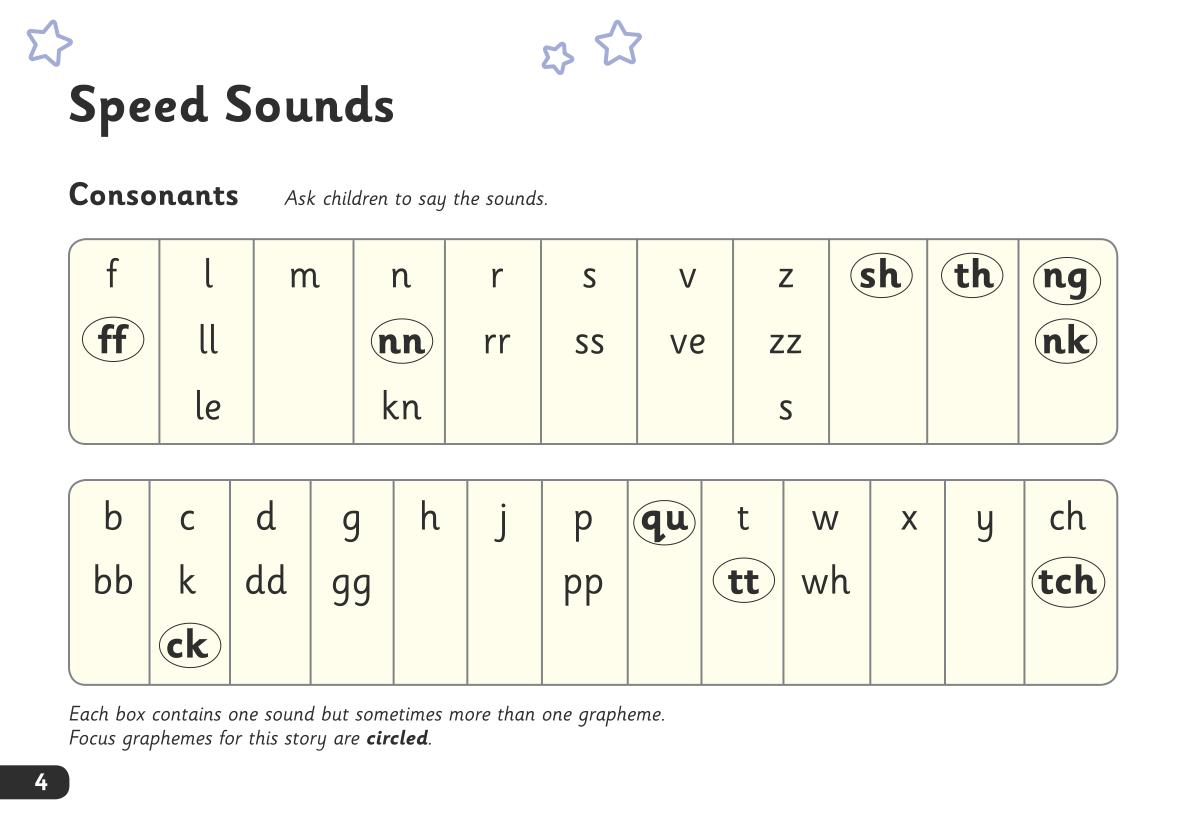 Speed Sounds
Consonants Ask children to say the sounds.
f l m n r s v z sh th ng
ff ll nn rr ss ve zz nk
le kn s
b c d g h j p qu t w x y ch
bb k dd gg pp tt wh tch
ck
Each box contains one sound but sometimes more than one grapheme.
Focus graphemes for this story are circled.
4